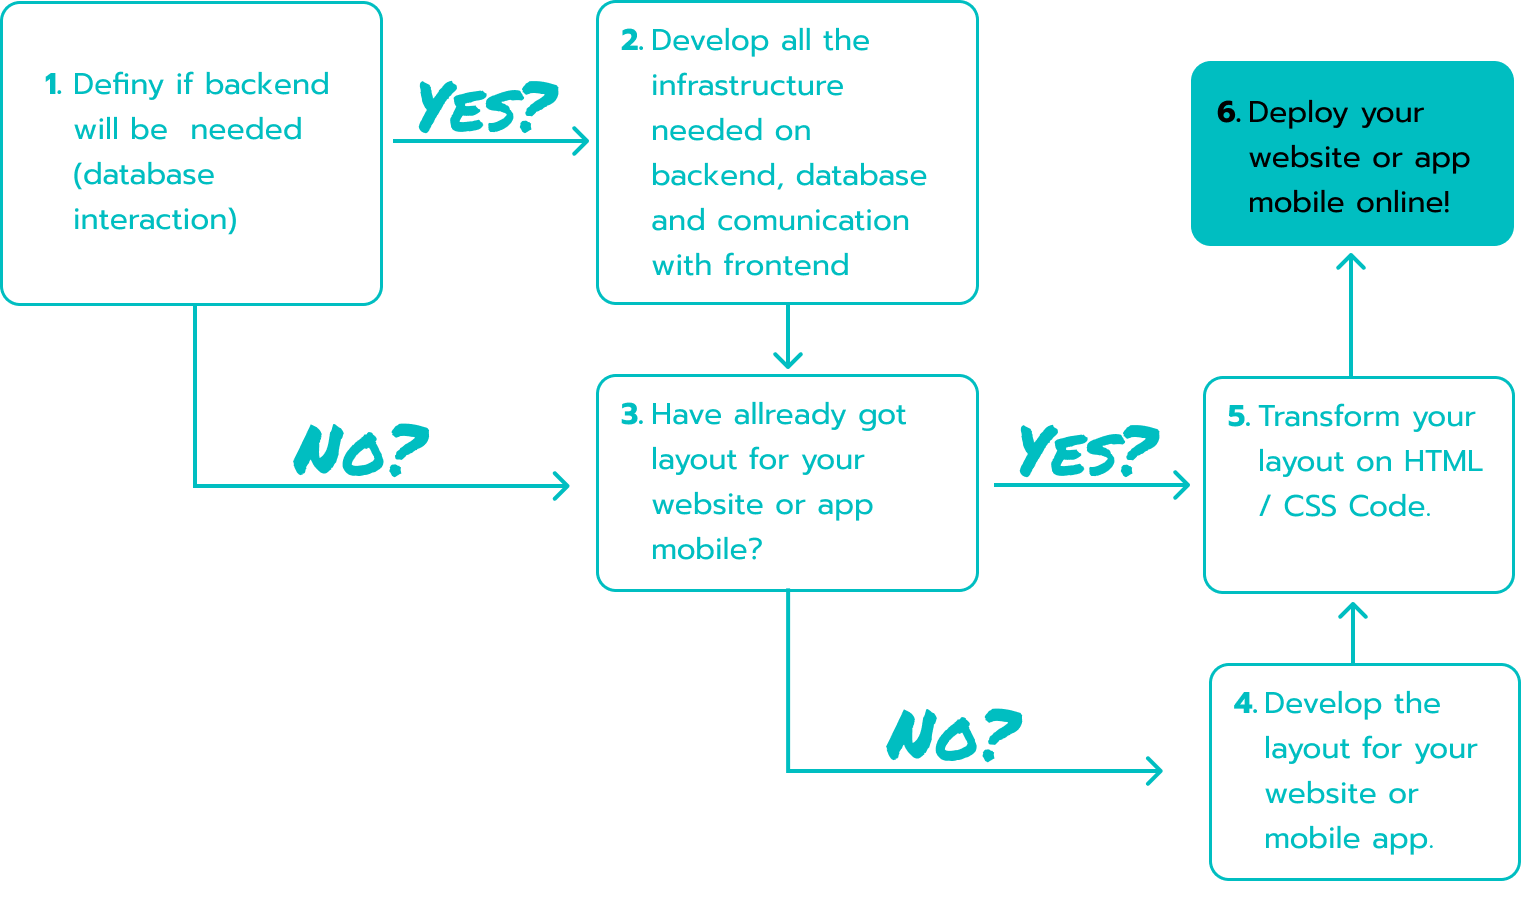 1. Definy if backend
will be needed
(database
interaction)
YES?
2. Develop all the
infrastructure
needed on
backend, database
and comunication
with frontend
NO?
3. Have allready got
layout for your
website or app
mobile?
YES?
NO?
4. Develop the
layout for your
website or
mobile app.
5. Transform your
layout on HTML
/ CSS Code.
6. Deploy your
website or app
mobile online!